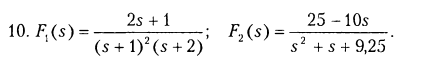 10. F₁(s) = (2s + 1) / ((s + 1)² (s + 2)); F₂(s) = (25 − 10s) / (s² + s + 9,25).